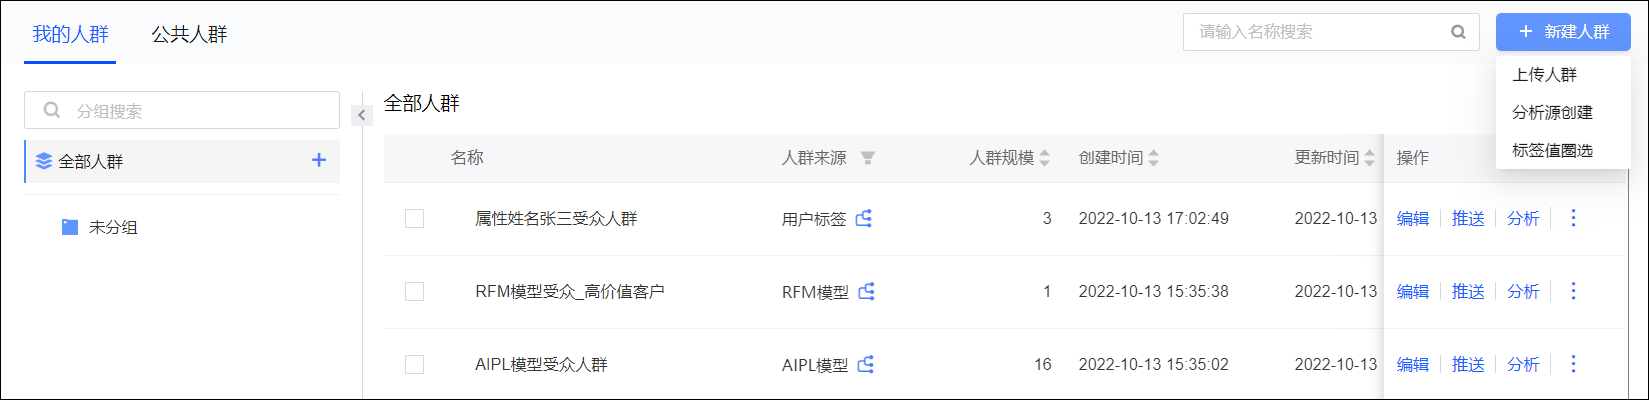 我的人群 公共人群 请输入名称搜索 新建人群
上传人群
分析源创建
标签值圈选
分组搜索
全部人群
未分组
全部人群
名称 人群来源 人群规模 创建时间 更新时间 操作
属性姓名张三受众人群 用户标签 3 2022-10-13 17:02:49 2022-10-13 编辑 推送 分析
RFM模型受众_高价值客户 RFM模型 1 2022-10-13 15:35:38 2022-10-13 编辑 推送 分析
AIPL模型受众人群 AIPL模型 16 2022-10-13 15:35:02 2022-10-13 编辑 推送 分析